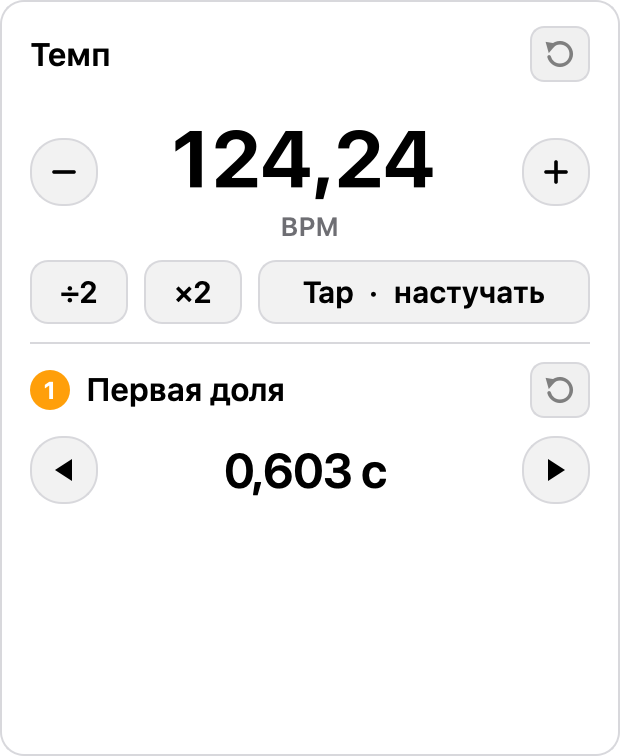 Темп
124,24
BPM
÷2 ×2 Tap · настучать
1 Первая доля
0,603 с